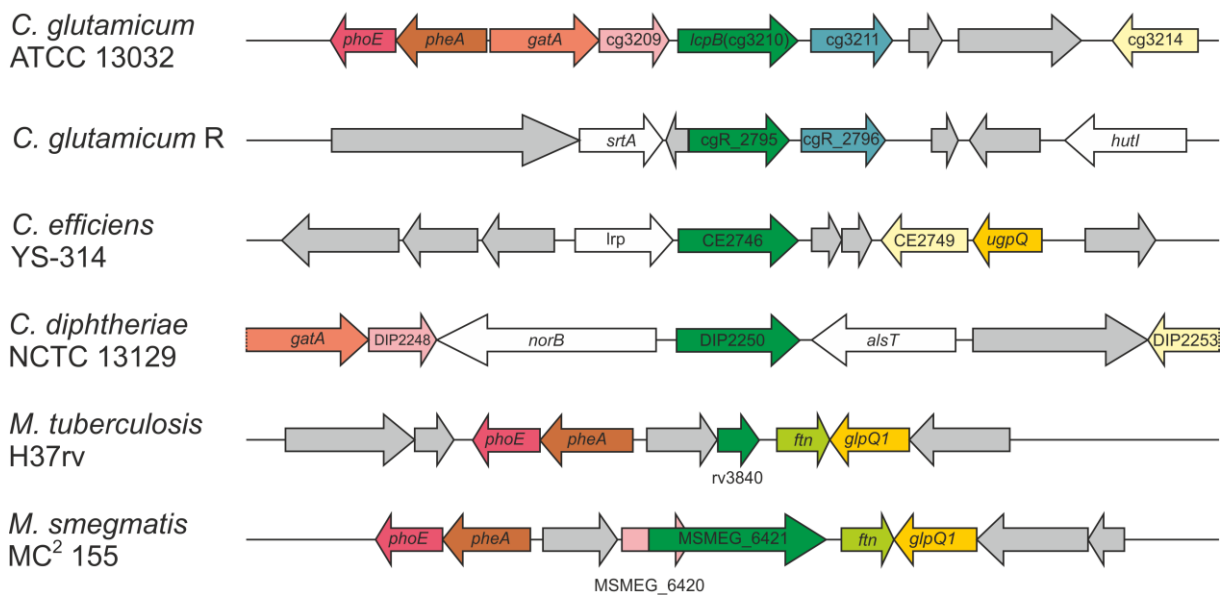 C. glutamicum
ATCC 13032
phoE pheA gatA cg3209 lcpB(cg3210) cg3211 cg3214
C. glutamicum R
srtA cgR_2795 cgR_2796 hutI
C. efficiens
YS-314
lrp CE2746 CE2749 ugpQ
C. diphtheriae
NCTC 13129
gatA DIP2248 norB DIP2250 alsT DIP2253
M. tuberculosis
H37rv
phoE pheA ftn glpQ1
rv3840
M. smegmatis
MC² 155
phoE pheA MSMEG_6421 ftn glpQ1
MSMEG_6420